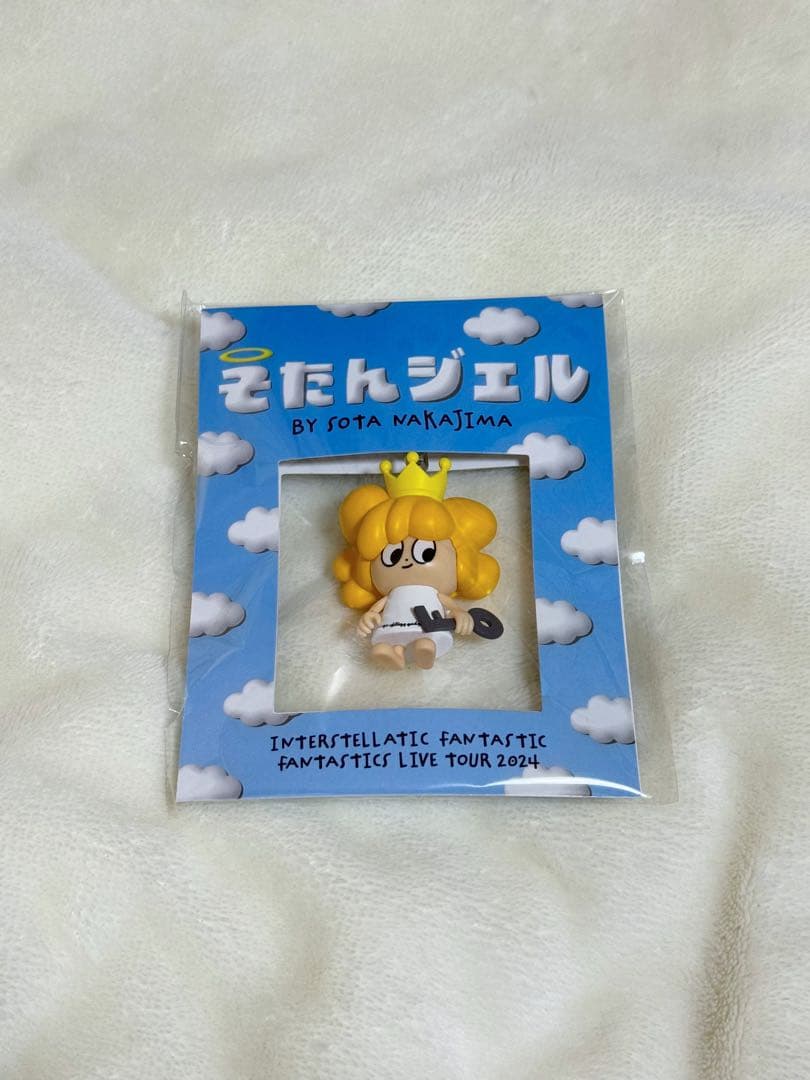 そたんジェル
BY SOTA NAKAJIMA
INTERSTELLATIC FANTASTIC
FANTASTICS LIVE TOUR 2024